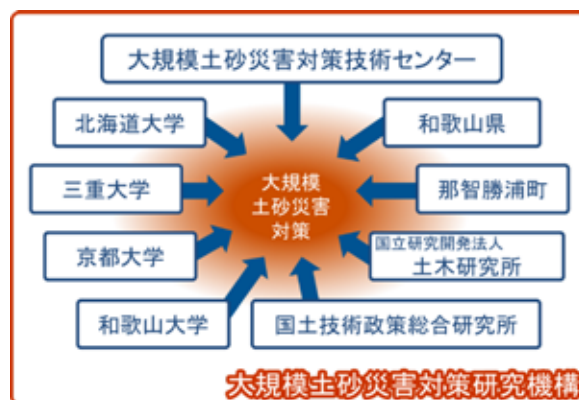 大規模土砂災害対策技術センター
北海道大学
和歌山県
三重大学
大規模
土砂災害
対策
那智勝浦町
京都大学
国立研究開発法人
土木研究所
和歌山大学
国土技術政策総合研究所
大規模土砂災害対策研究機構